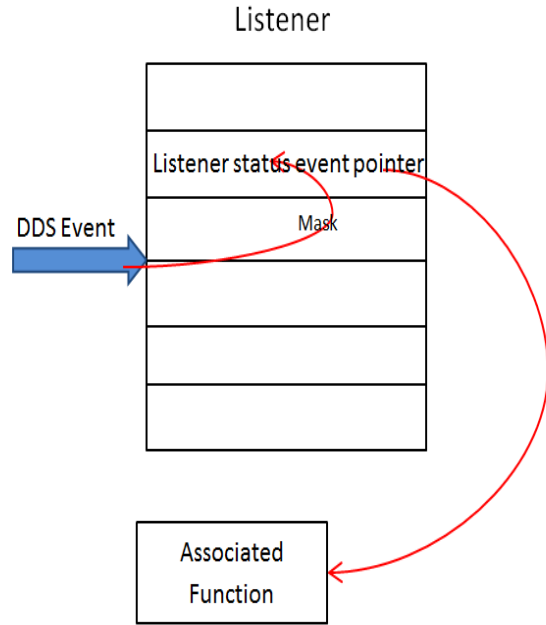 Listener
Listener status event pointer
DDS Event
Mask
Associated
Function